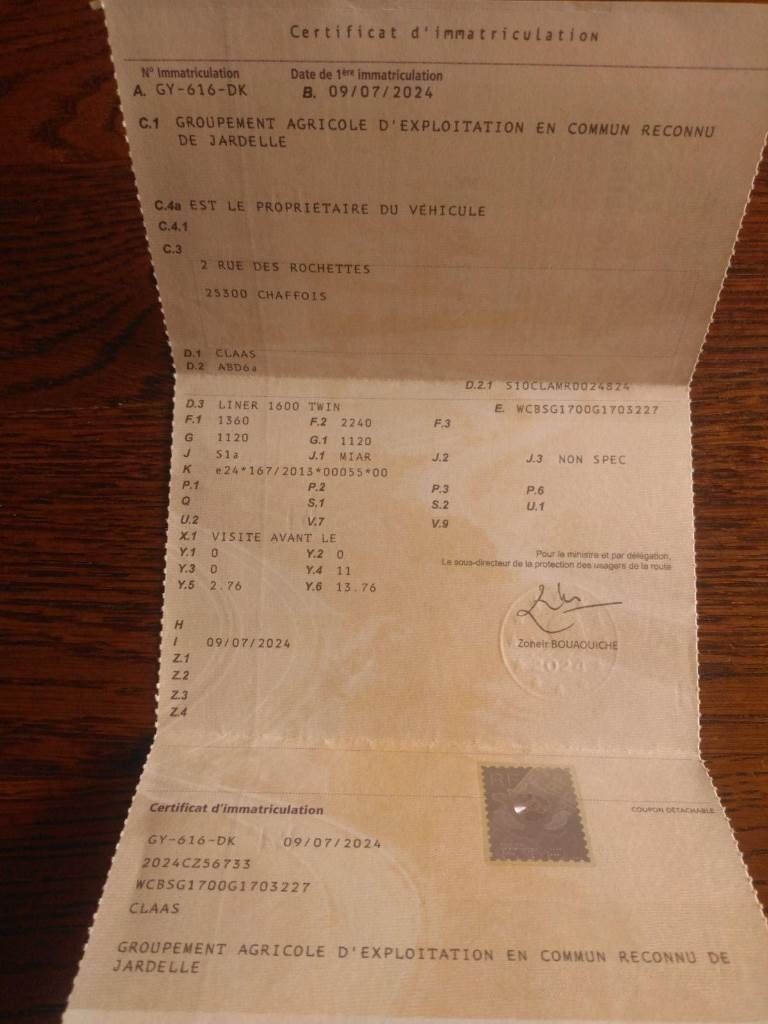 Certificat d'immatriculation
N° Immatriculation Date de 1ère immatriculation
A. GY-616-DK B. 09/07/2024
C.1 GROUPEMENT AGRICOLE D'EXPLOITATION EN COMMUN RECONNU
DE JARDELLE
C.4a EST LE PROPRIETAIRE DU VÉHICULE
C.4.1
C.3
2 RUE DES ROCHETTES
25300 CHAFFOIS
D.1 CLAAS
D.2 ABD6a
D.2.1 S10CLAMR0024824
D.3 LINER 1600 TWIN E. WCBSG1700G1703227
F.1 1360 F.2 2240 F.3
G 1120 G.1 1120
J S1a J.1 MIAR J.2 J.3 NON SPEC
K e24*167/2013*00055*00
P.1 P.2 P.3 P.6
Q S.1 S.2 U.1
U.2 V.7 V.9
X.1 VISITE AVANT LE
Y.1 0 Y.2 0
Y.3 0 Y.4 11
Y.5 2.76 Y.6 13.76
Pour le ministre et par délégation,
Le sous-directeur de la protection des usagers de la route
H
I 09/07/2024
Zoheir BOUAOUICHE
2024
Z.1
Z.2
Z.3
Z.4
Certificat d'immatriculation COUPON DÉTACHABLE
GY-616-DK 09/07/2024
2024CZ56733
WCBSG1700G1703227
CLAAS
GROUPEMENT AGRICOLE D'EXPLOITATION EN COMMUN RECONNU DE
JARDELLE